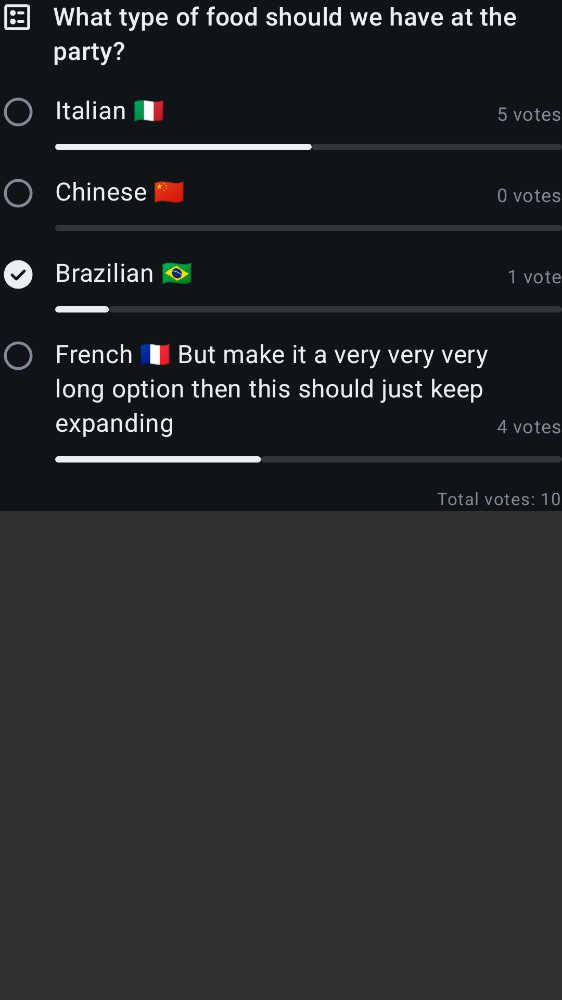 What type of food should we have at the
party?
Italian 🇮🇹
5 votes
Chinese 🇨🇳
0 votes
Brazilian 🇧🇷
1 vote
French 🇫🇷 But make it a very very very
long option then this should just keep
expanding
4 votes
Total votes: 10